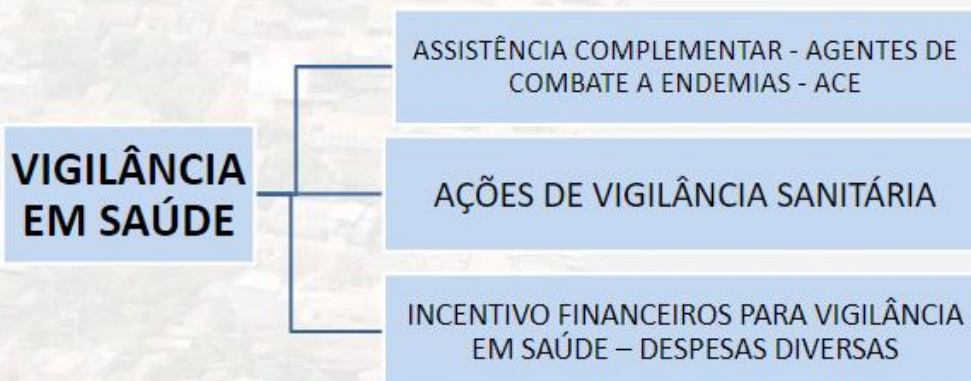 VIGILÂNCIA
EM SAÚDE
ASSISTÊNCIA COMPLEMENTAR - AGENTES DE
COMBATE A ENDEMIAS - ACE
AÇÕES DE VIGILÂNCIA SANITÁRIA
INCENTIVO FINANCEIROS PARA VIGILÂNCIA
EM SAÚDE – DESPESAS DIVERSAS